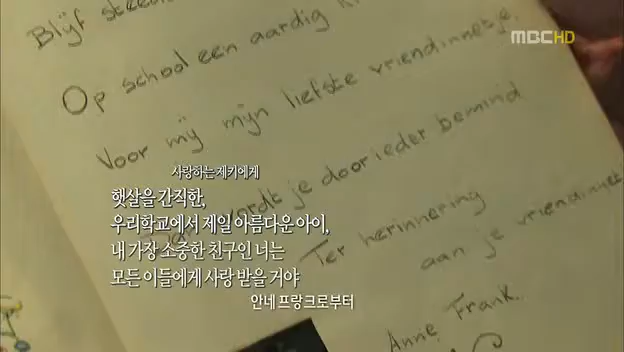 Blijf steeds
MBC HD
Op school een aardig
Voor mij mijn liefste vriendinnetje.
사랑하는 재키에게
햇살을 간직한,
wordt je door ieder bemind
우리학교에서 제일 아름다운 아이,
내 가장 소중한 친구인 너는
Ter herinnering
모든 이들에게 사랑 받을 거야
aan je vriendinnet
안네 프랑크로부터
Anne Frank.